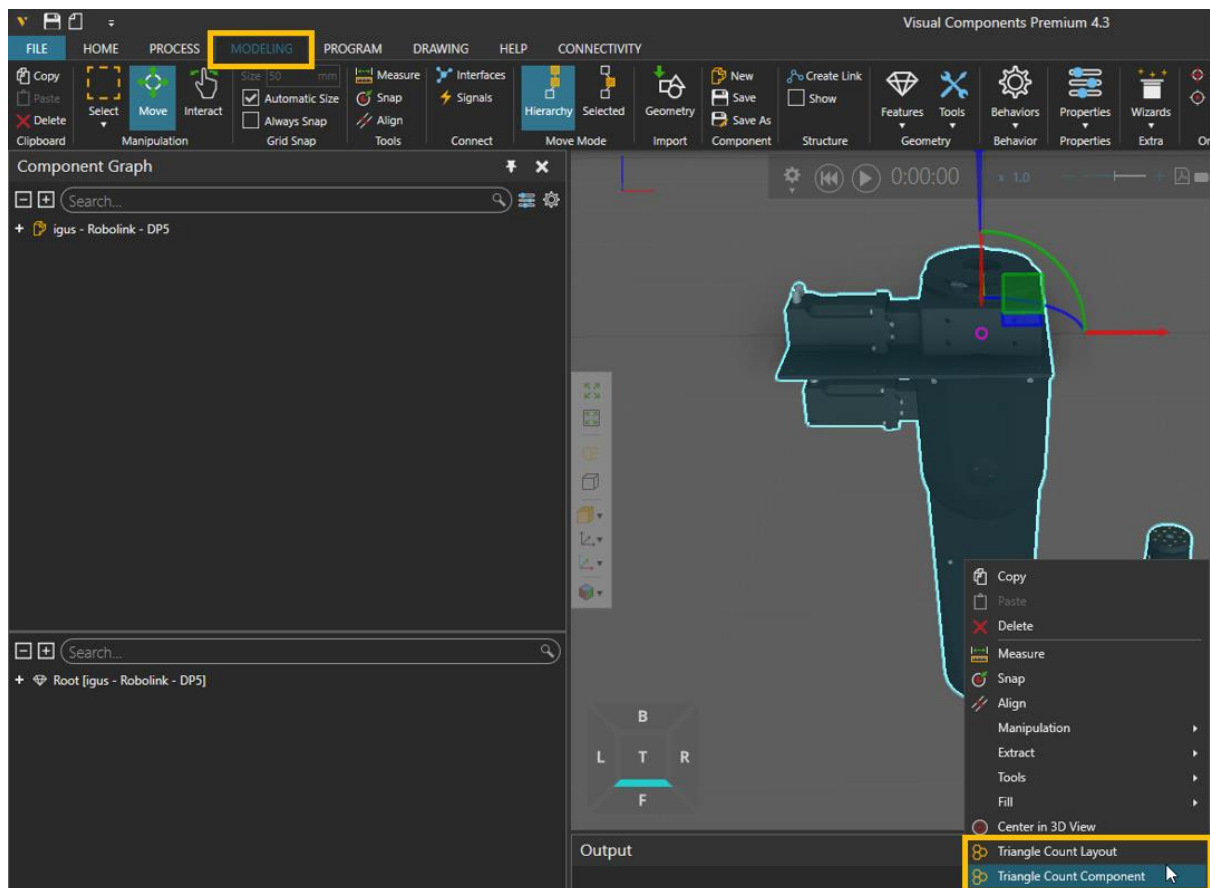 Visual Components Premium 4.3
FILE HOME PROCESS MODELING PROGRAM DRAWING HELP CONNECTIVITY
Copy
Paste
Delete
Clipboard
Select
Move
Interact
Manipulation
Size 50 mm
Automatic Size
Always Snap
Grid Snap
Measure
Snap
Align
Tools
Interfaces
Signals
Connect
Hierarchy
Selected
Move Mode
Geometry
Import
New
Save
Save As
Component
Create Link
Show
Structure
Features
Tools
Geometry
Behaviors
Behavior
Properties
Properties
Wizards
Extra
Or
Component Graph
Search...
igus - Robolink - DP5
0:00:00
x 1.0
Search...
Root [igus - Robolink - DP5]
B
L T R
F
Copy
Paste
Delete
Measure
Snap
Align
Manipulation
Extract
Tools
Fill
Center in 3D View
Triangle Count Layout
Triangle Count Component
Output